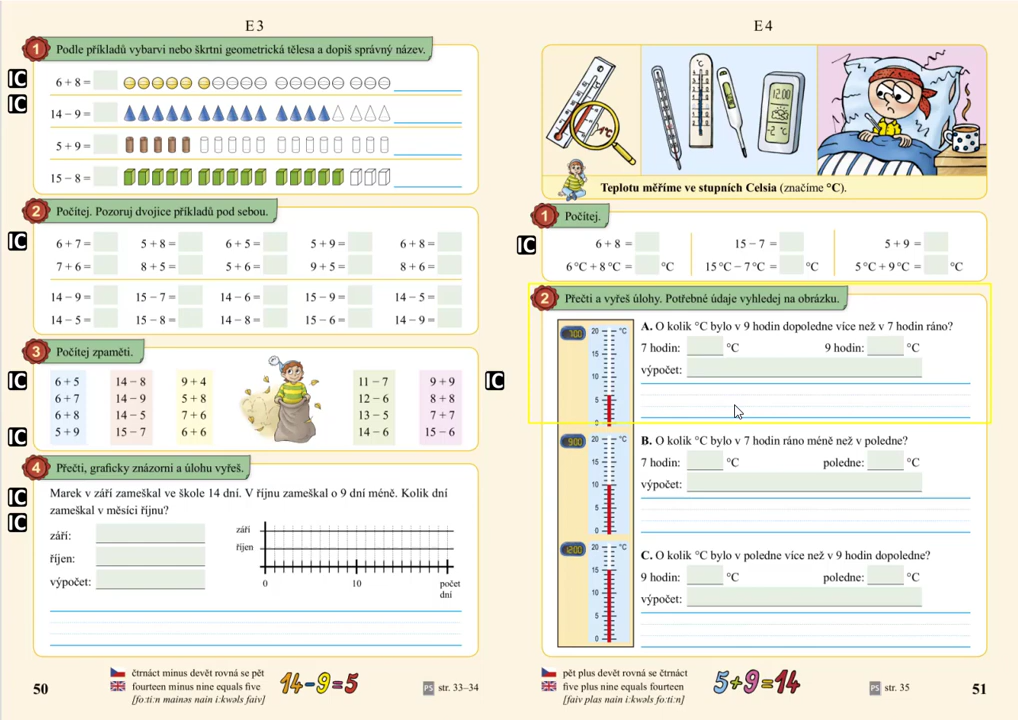 E 3
1 Podle příkladů vybarvi nebo škrtni geometrická tělesa a dopiš správný název.
6 + 8 =
14 − 9 =
5 + 9 =
15 − 8 =
2 Počítej. Pozoruj dvojice příkladů pod sebou.
6 + 7 = 5 + 8 = 6 + 5 = 5 + 9 = 6 + 8 =
7 + 6 = 8 + 5 = 5 + 6 = 9 + 5 = 8 + 6 =
14 − 9 = 15 − 7 = 14 − 6 = 15 − 9 = 14 − 5 =
14 − 5 = 15 − 8 = 14 − 8 = 15 − 6 = 14 − 9 =
3 Počítej zpaměti.
6 + 5 14 − 8 9 + 4 11 − 7 9 + 9
6 + 7 14 − 9 5 + 8 12 − 6 8 + 8
6 + 8 14 − 5 7 + 6 13 − 5 7 + 7
5 + 9 15 − 7 6 + 6 14 − 6 15 − 6
4 Přečti, graficky znázorni a úlohu vyřeš.
Marek v září zameškal ve škole 14 dní. V říjnu zameškal o 9 dní méně. Kolik dní
zameškal v měsíci říjnu?
září:
říjen:
výpočet:
září
říjen
0 10 počet
dní
50
čtrnáct minus devět rovná se pět
fourteen minus nine equals five
[fo:ti:n mainəs nain i:kwəls faiv]
14−9=5
PS str. 33–34
E 4
°C
°C
12.00
-2 °C
Teplotu měříme ve stupních Celsia (značíme °C).
1 Počítej.
6 + 8 = 15 − 7 = 5 + 9 =
6 °C + 8 °C = °C 15 °C − 7 °C = °C 5 °C + 9 °C = °C
2 Přečti a vyřeš úlohy. Potřebné údaje vyhledej na obrázku.
7:00
20 °C
15
10
5
0
A. O kolik °C bylo v 9 hodin dopoledne více než v 7 hodin ráno?
7 hodin: °C 9 hodin: °C
výpočet:
9:00
20 °C
15
10
5
0
B. O kolik °C bylo v 7 hodin ráno méně než v poledne?
7 hodin: °C poledne: °C
výpočet:
12:00
20 °C
15
10
5
0
C. O kolik °C bylo v poledne více než v 9 hodin dopoledne?
9 hodin: °C poledne: °C
výpočet:
pět plus devět rovná se čtrnáct
five plus nine equals fourteen
[faiv plas nain i:kwəls fo:ti:n]
5+9=14
PS str. 35
51